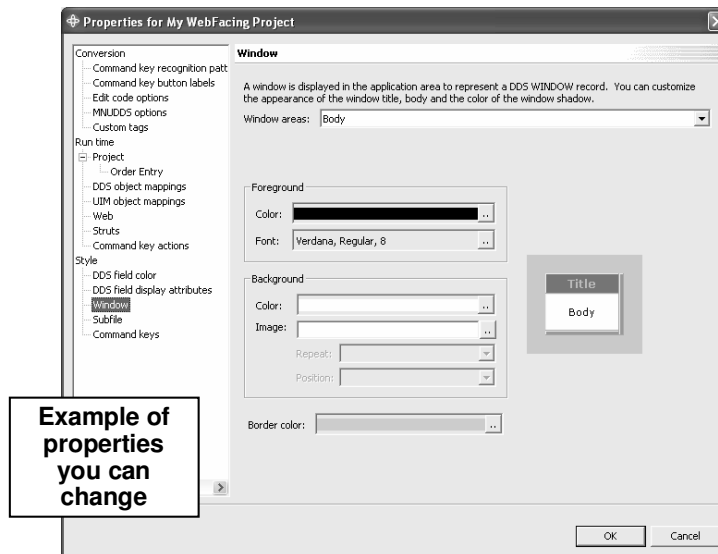 Properties for My WebFacing Project
Conversion
Command key recognition patt
Command key button labels
Edit code options
MNUDDS options
Custom tags
Run time
Project
Order Entry
DDS object mappings
UIM object mappings
Web
Struts
Command key actions
Style
DDS field color
DDS field display attributes
Window
Subfile
Command keys
Window
A window is displayed in the application area to represent a DDS WINDOW record. You can customize
the appearance of the window title, body and the color of the window shadow.
Window areas: Body
Foreground
Color: ..
Font: Verdana, Regular, 8 ..
Background
Color: ..
Image: ..
Repeat:
Position:
Border color: ..
Title
Body
Example of
properties
you can
change
OK Cancel